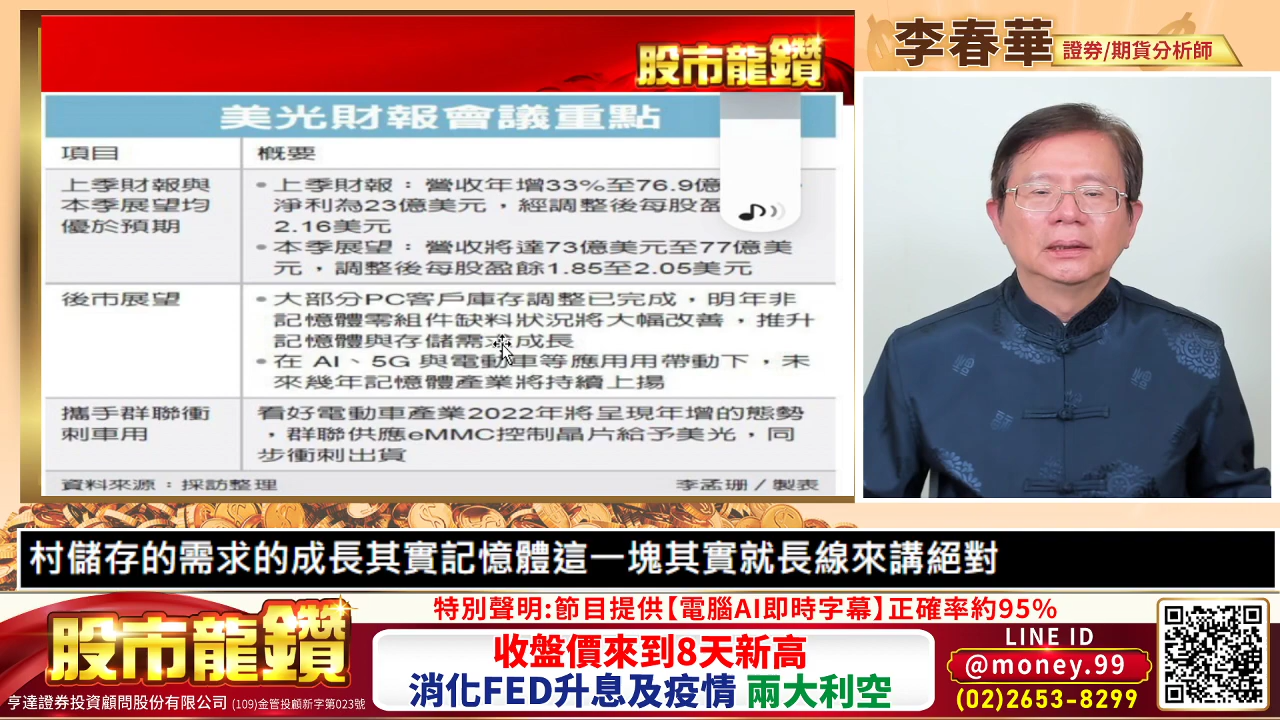 股市龍鑽
李春華
證券/期貨分析師
美光財報會議重點
項目
概要
上季財報與
本季展望均
優於預期
•上季財報：營收年增33%至76.9億
淨利為23億美元，經調整後每股盈
2.16美元
•本季展望：營收將達73億美元至77億美
元，調整後每股盈餘1.85至2.05美元
後市展望
•大部分PC客戶庫存調整已完成，明年非
記憶體零組件缺料狀況將大幅改善，推升
記憶體與存儲需求成長
•在 AI、5G 與電動車等應用用帶動下，未
來幾年記憶體產業將持續上揚
攜手群聯衝
刺車用
看好電動車產業2022年將呈現年增的態勢
，群聯供應eMMC控制晶片給予美光，同
步衝刺出貨
資料來源：採訪整理
李孟珊／製表
村儲存的需求的成長其實記憶體這一塊其實就長線來講絕對
特別聲明:節目提供【電腦AI即時字幕】正確率約95%
股市龍鑽
亨達證券投資顧問股份有限公司 (109)金管投顧新字第023號
收盤價來到8天新高
消化FED升息及疫情 兩大利空
LINE ID
@money.99
(02)2653-8299